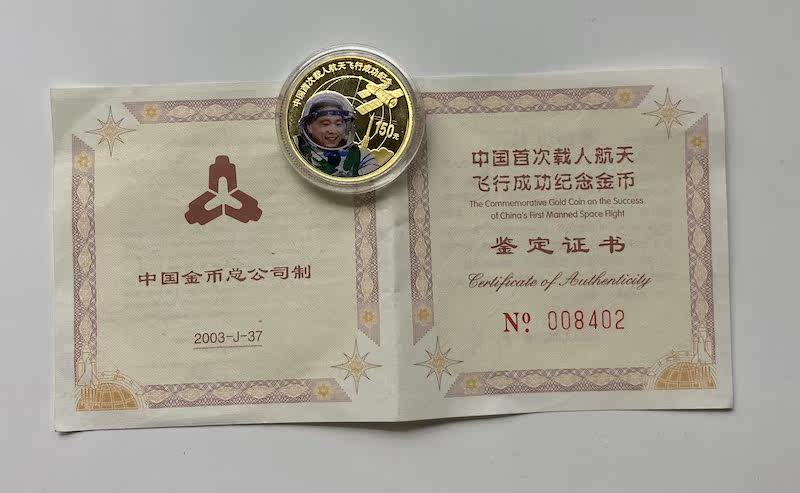 中国首次载人航天飞行成功纪念
150元
中国金币总公司制
2003-J-37
中国首次载人航天
飞行成功纪念金币
The Commemorative Gold Coin on the Success
of China's First Manned Space Flight
鉴定证书
Certificate of Authenticity
Nº 008402